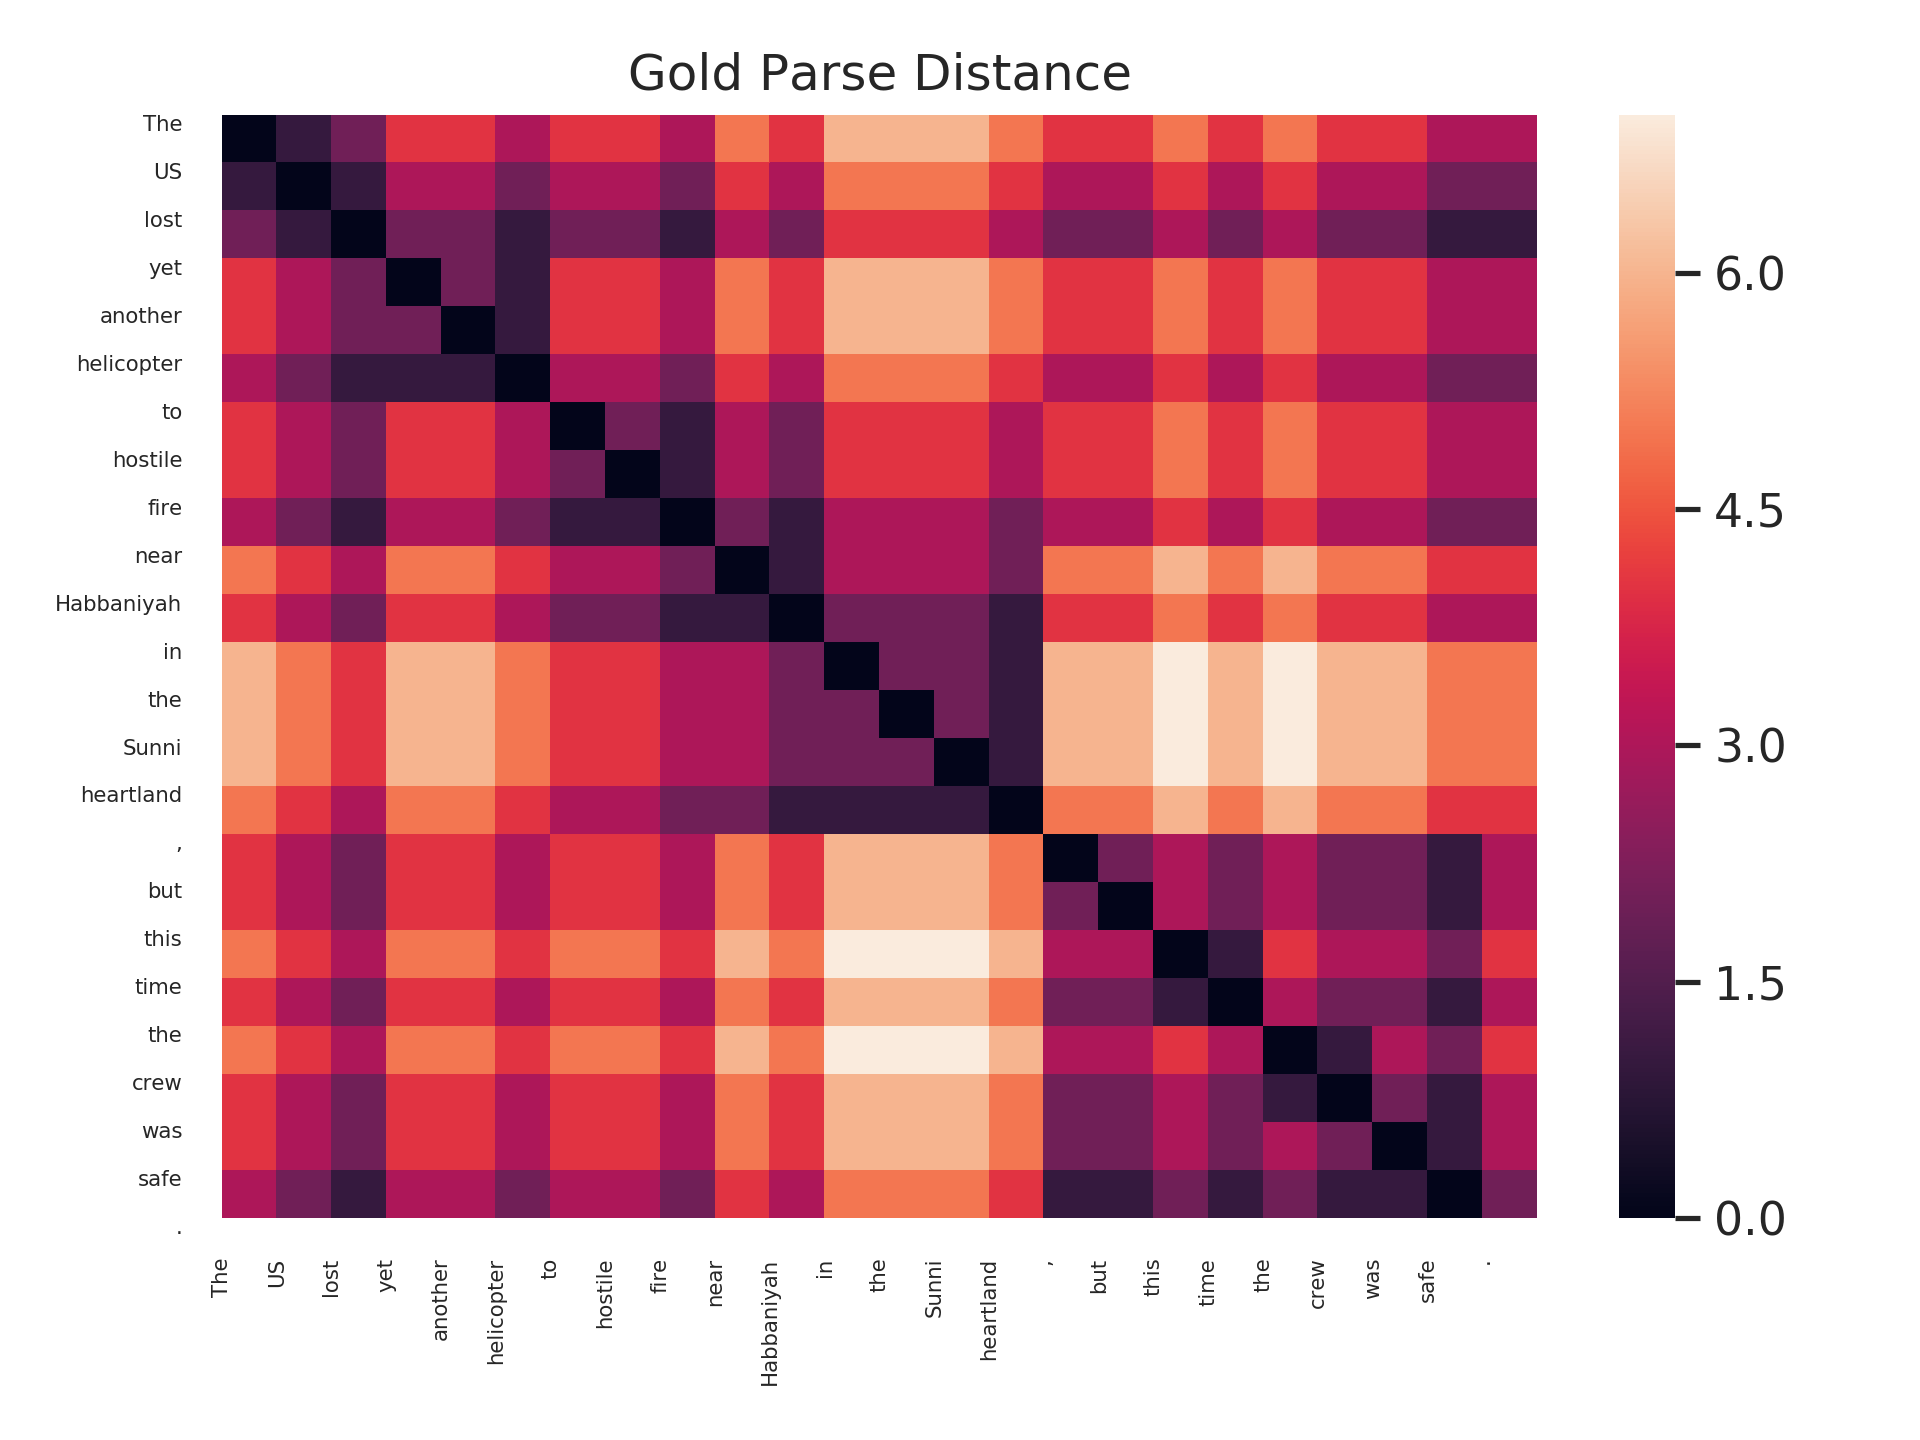 Gold Parse Distance
The
US
lost
yet
another
helicopter
to
hostile
fire
near
Habbaniyah
in
the
Sunni
heartland
,
but
this
time
the
crew
was
safe
.
The US lost yet another helicopter to hostile fire near Habbaniyah in the Sunni heartland , but this time the crew was safe .
6.0
4.5
3.0
1.5
0.0